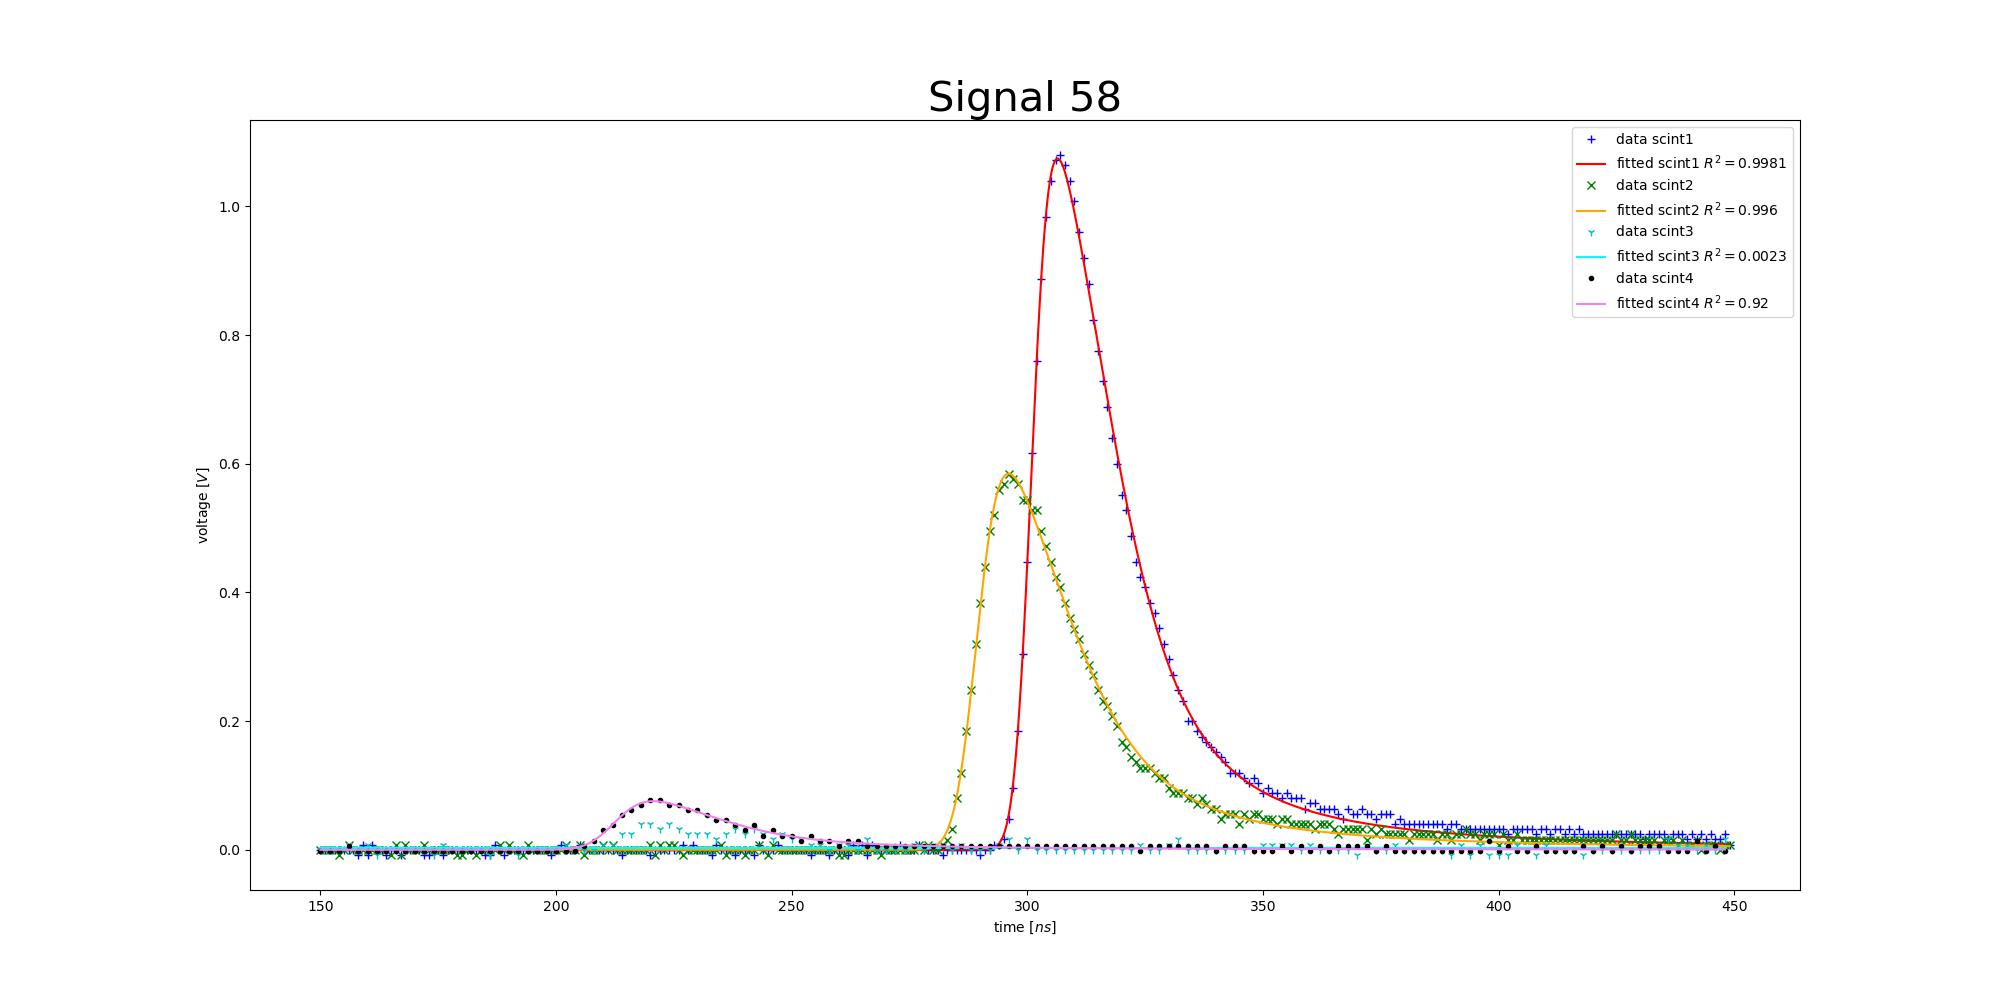 Signal 58
data scint1
fitted scint1 R² = 0.9981
data scint2
fitted scint2 R² = 0.996
data scint3
fitted scint3 R² = 0.0023
data scint4
fitted scint4 R² = 0.92
1.0
0.8
0.6
0.4
0.2
0.0
voltage [V]
150 200 250 300 350 400 450
time [ns]